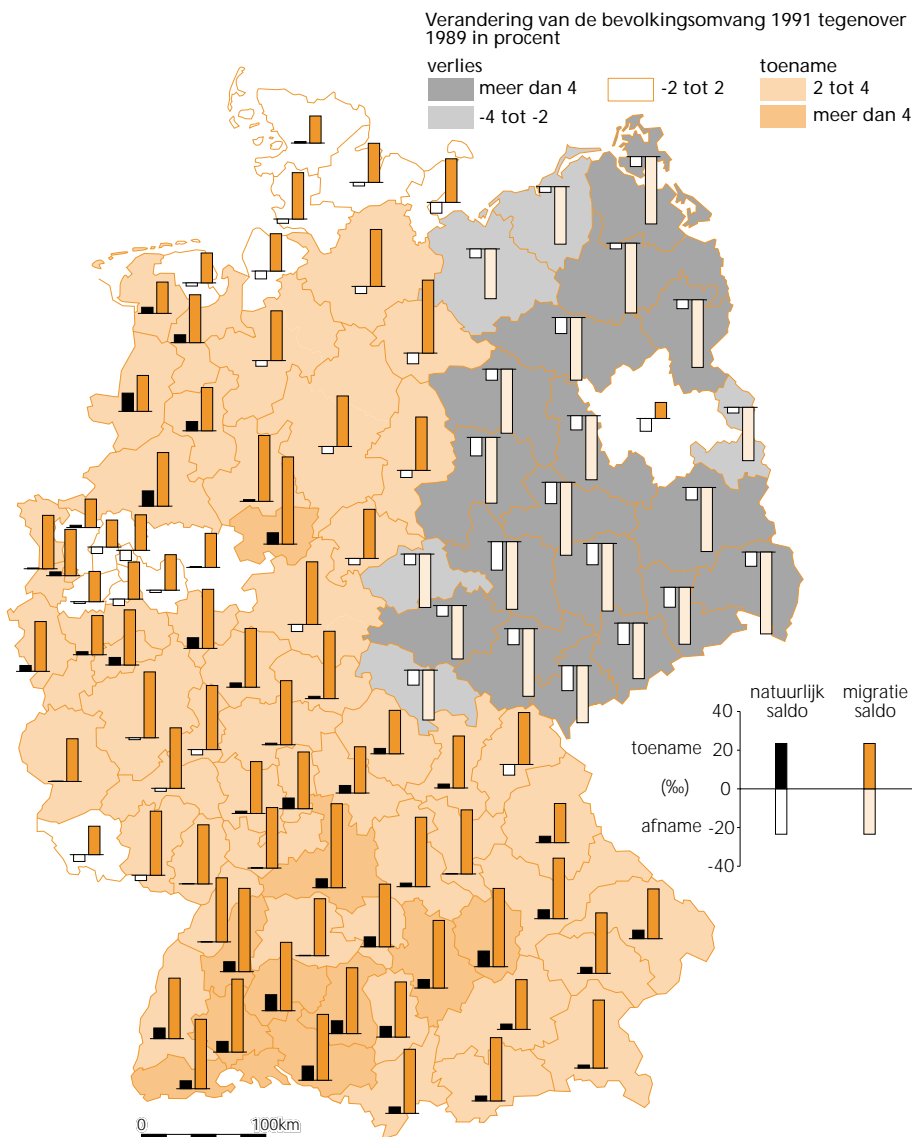 Verandering van de bevolkingsomvang 1991 tegenover
1989 in procent
verlies
meer dan 4
-4 tot -2
-2 tot 2
toename
2 tot 4
meer dan 4
natuurlijk
saldo
migratie
saldo
40
toename 20
(‰) 0
afname -20
-40
0 100km